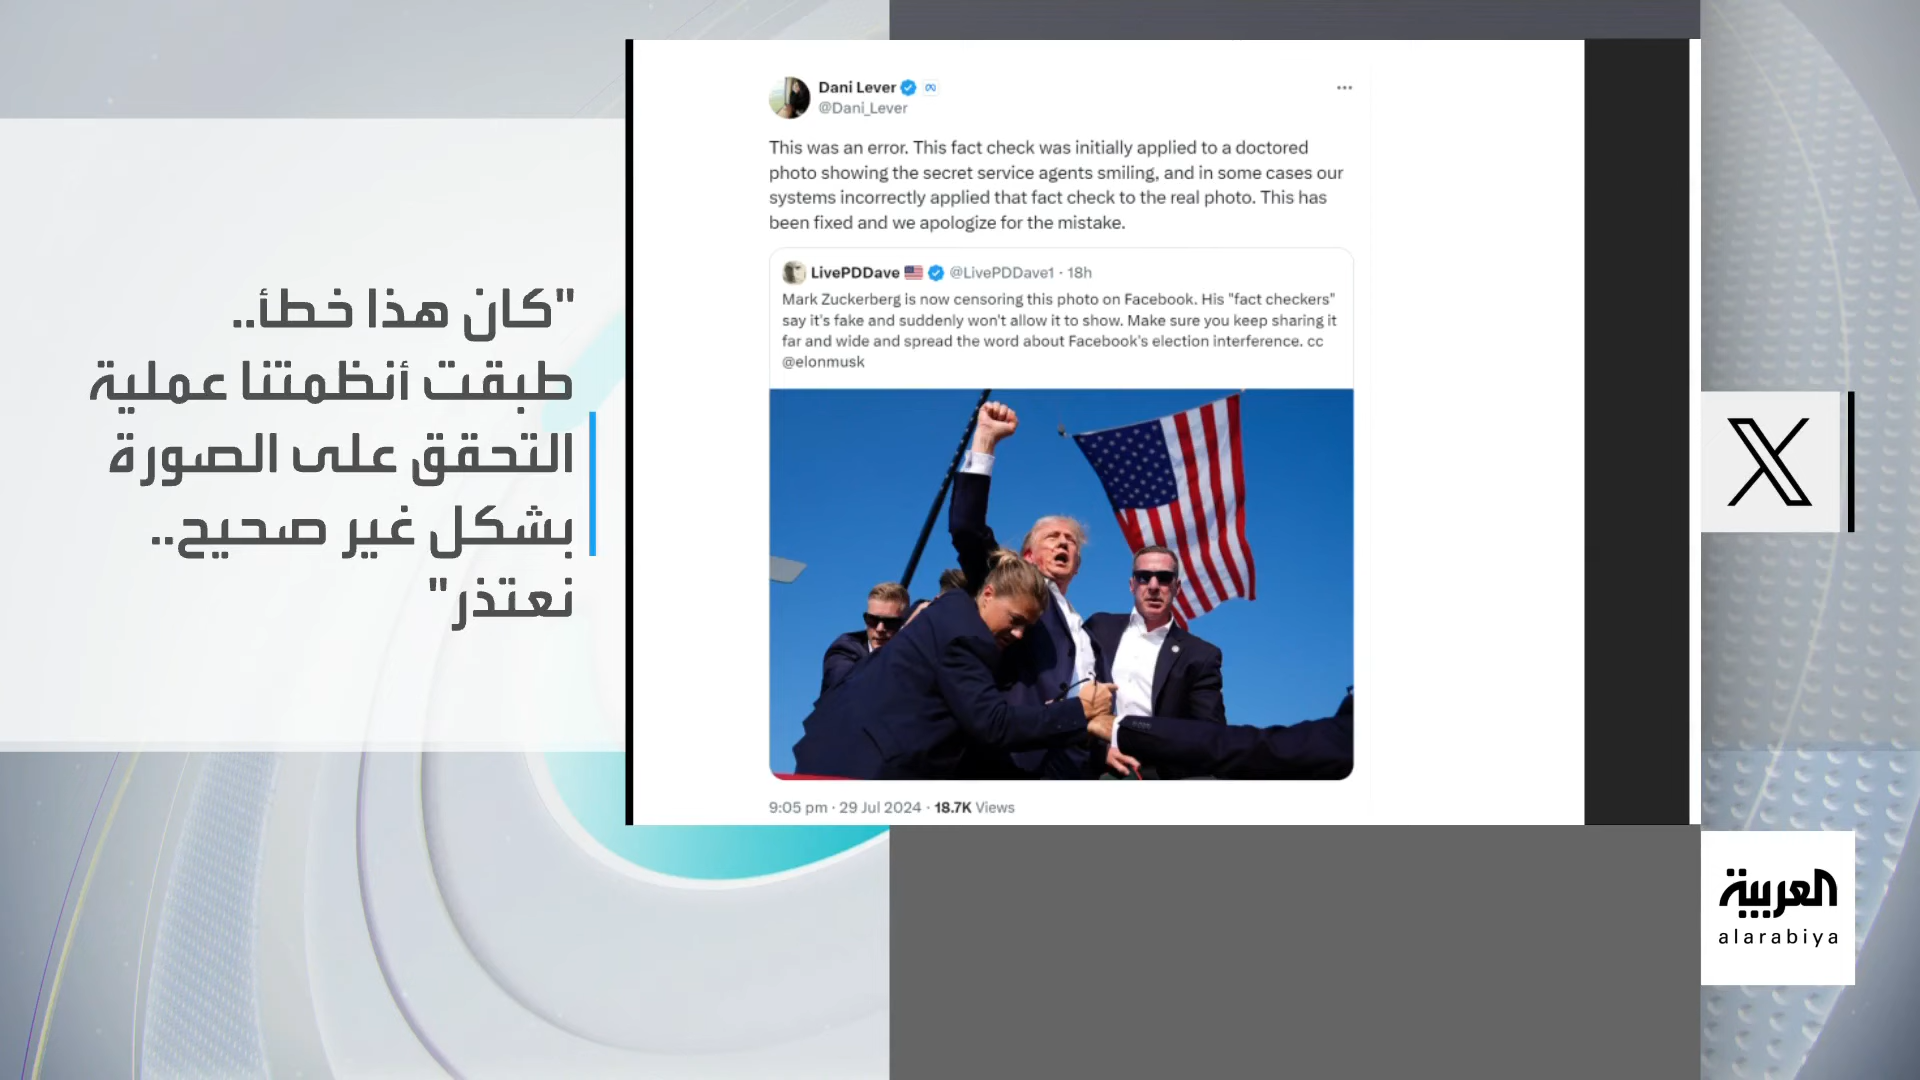 "كان هذا خطأ..
طبقت أنظمتنا عملية
التحقق على الصورة
بشكل غير صحيح..
نعتذر"
Dani Lever
@Dani_Lever
This was an error. This fact check was initially applied to a doctored
photo showing the secret service agents smiling, and in some cases our
systems incorrectly applied that fact check to the real photo. This has
been fixed and we apologize for the mistake.
LivePDDave @LivePDDave1 · 18h
Mark Zuckerberg is now censoring this photo on Facebook. His "fact checkers"
say it's fake and suddenly won't allow it to show. Make sure you keep sharing it
far and wide and spread the word about Facebook's election interference. cc
@elonmusk
9:05 pm · 29 Jul 2024 · 18.7K Views
X
العربية
alarabiya